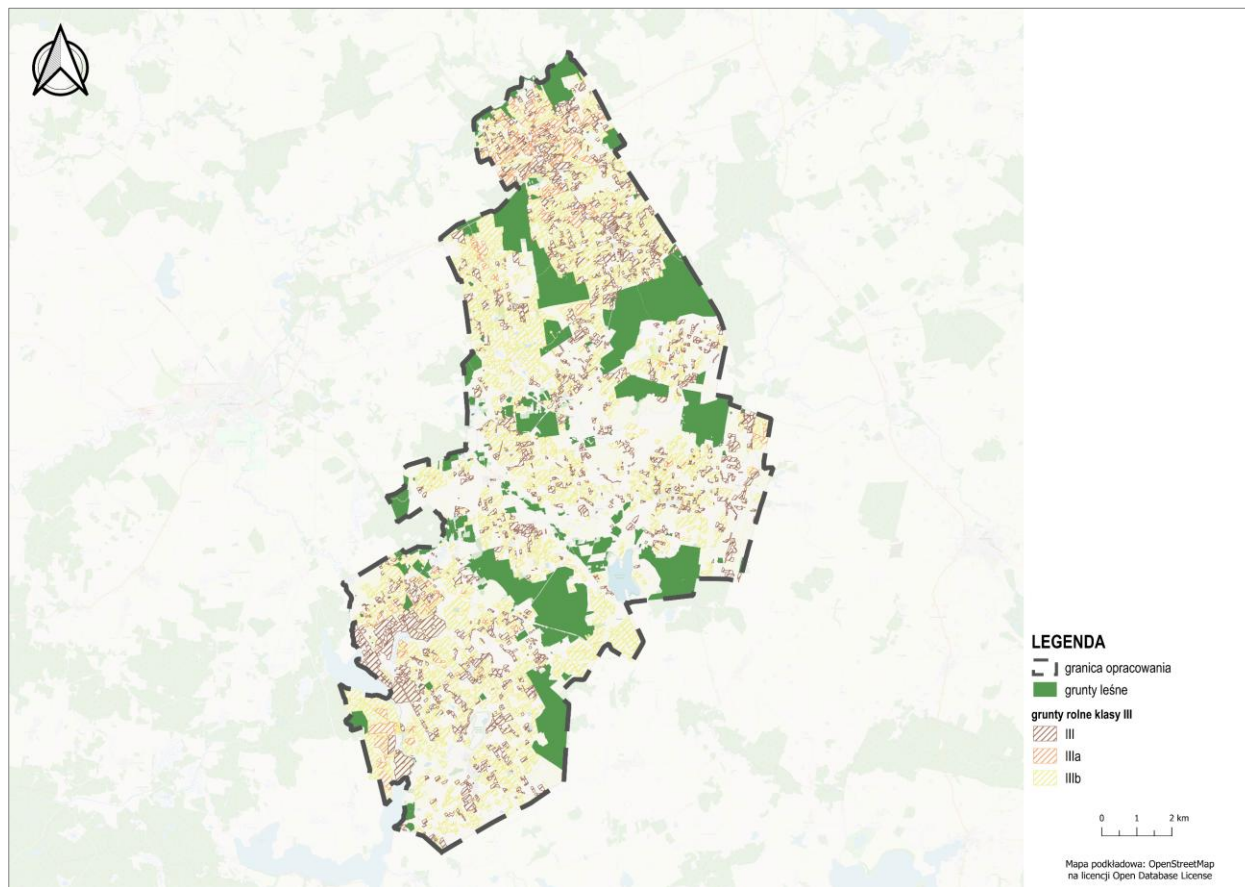 LEGENDA
granica opracowania
grunty leśne
grunty rolne klasy III
III
IIIa
IIIb
0 1 2 km
Mapa podkładowa: OpenStreetMap
na licencji Open Database License